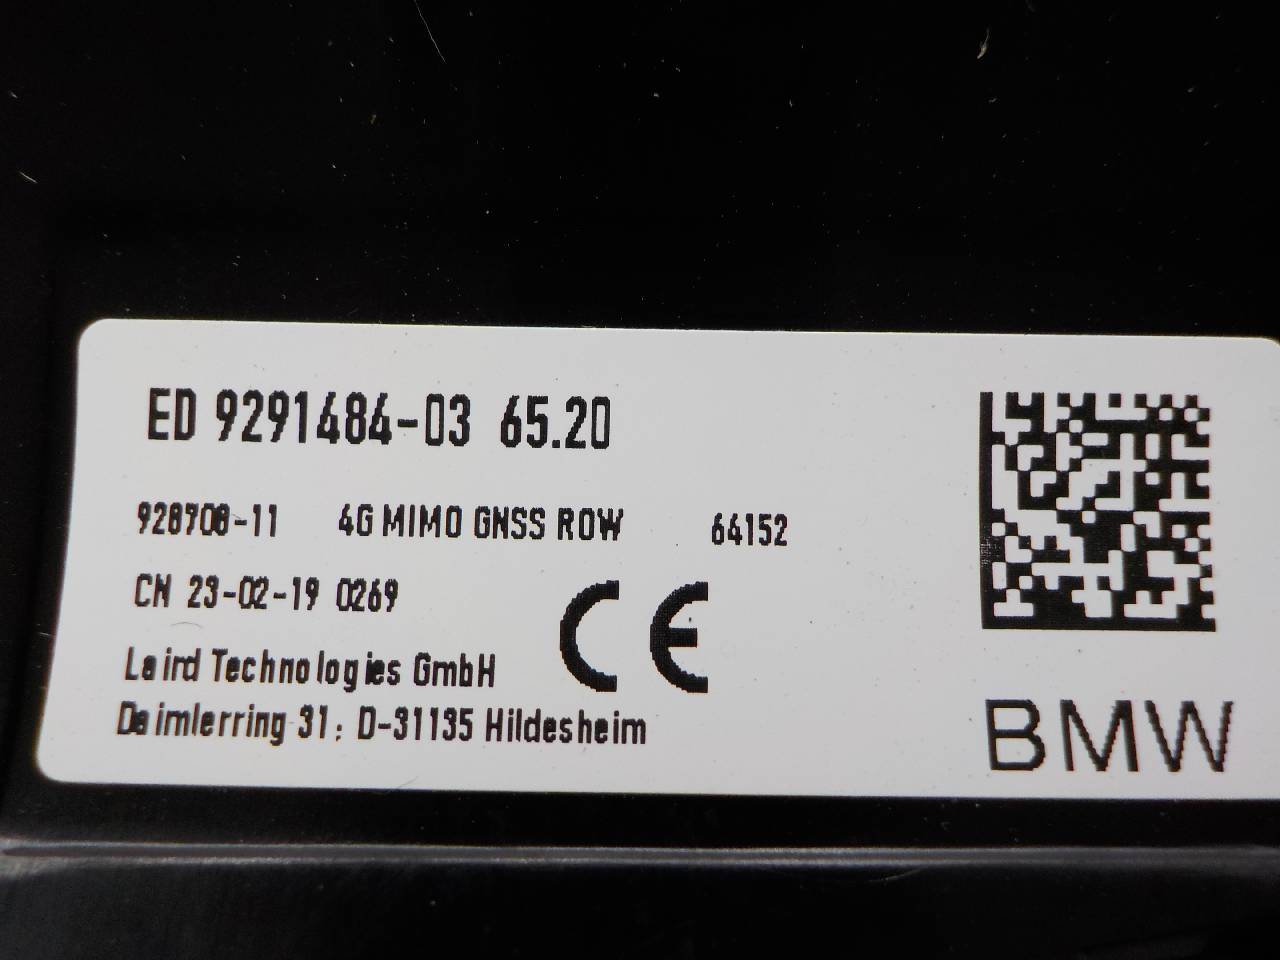 ED 9291484-03 65.20
928708-11 4G MIMO GNSS ROW 64152
CN 23-02-19 0269
CE
Laird Technologies GmbH
Daimlerring 31; D-31135 Hildesheim
BMW